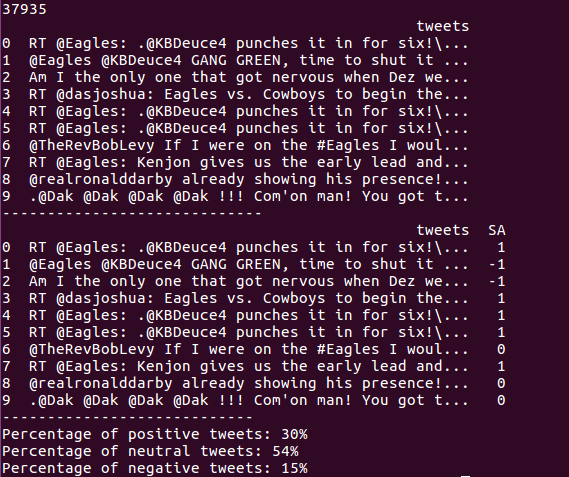 37935
tweets
0 RT @Eagles: .@KBDeuce4 punches it in for six!\...
1 @Eagles @KBDeuce4 GANG GREEN, time to shut it ...
2 Am I the only one that got nervous when Dez we...
3 RT @dasjoshua: Eagles vs. Cowboys to begin the...
4 RT @Eagles: .@KBDeuce4 punches it in for six!\...
5 RT @Eagles: .@KBDeuce4 punches it in for six!\...
6 @TheRevBobLevy If I were on the #Eagles I woul...
7 RT @Eagles: Kenjon gives us the early lead and...
8 @realronalddarby already showing his presence!...
9 .@Dak @Dak @Dak @Dak !!! Com'on man! You got t...
-----------------------------
tweets SA
0 RT @Eagles: .@KBDeuce4 punches it in for six!\... 1
1 @Eagles @KBDeuce4 GANG GREEN, time to shut it ... -1
2 Am I the only one that got nervous when Dez we... -1
3 RT @dasjoshua: Eagles vs. Cowboys to begin the... 1
4 RT @Eagles: .@KBDeuce4 punches it in for six!\... 1
5 RT @Eagles: .@KBDeuce4 punches it in for six!\... 1
6 @TheRevBobLevy If I were on the #Eagles I woul... 0
7 RT @Eagles: Kenjon gives us the early lead and... 1
8 @realronalddarby already showing his presence!... 0
9 .@Dak @Dak @Dak @Dak !!! Com'on man! You got t... 0
----------------------------
Percentage of positive tweets: 30%
Percentage of neutral tweets: 54%
Percentage of negative tweets: 15%